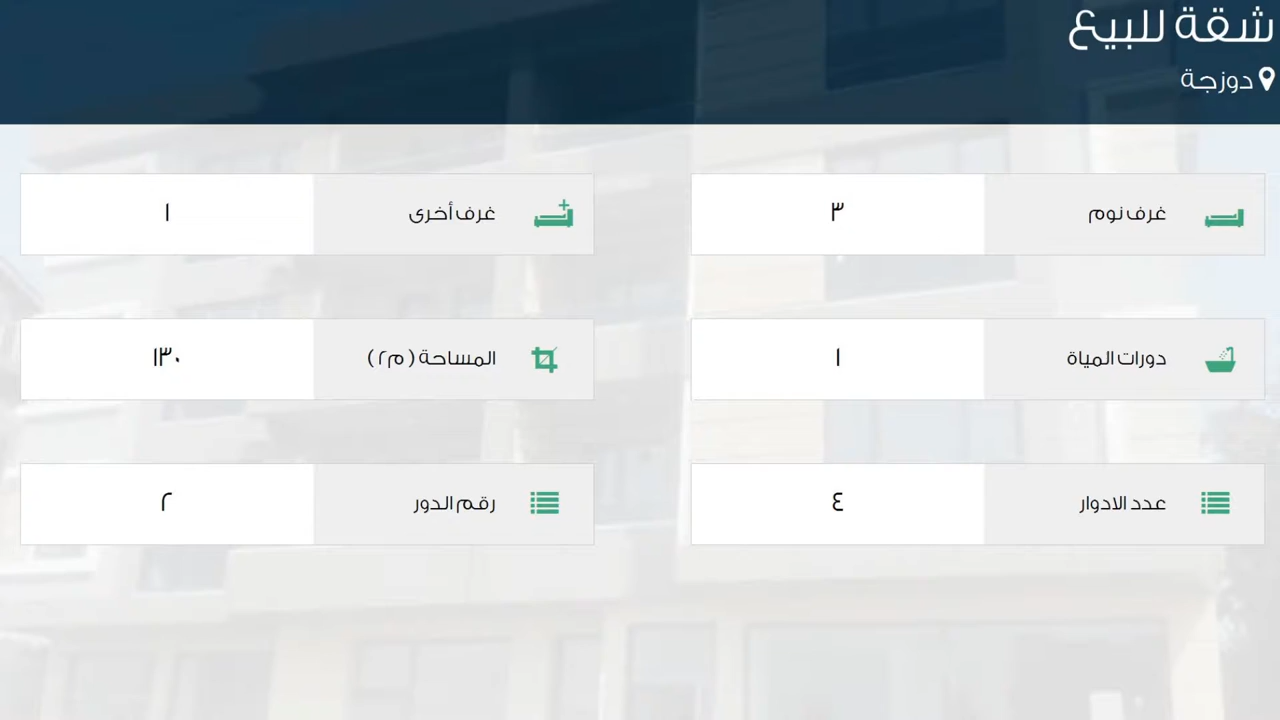 شقة للبيع
دوزجة
غرف نوم ٣
غرف أخرى ١
دورات المياة ١
المساحة (م٢) ١٣٠
عدد الادوار ٤
رقم الدور ٢